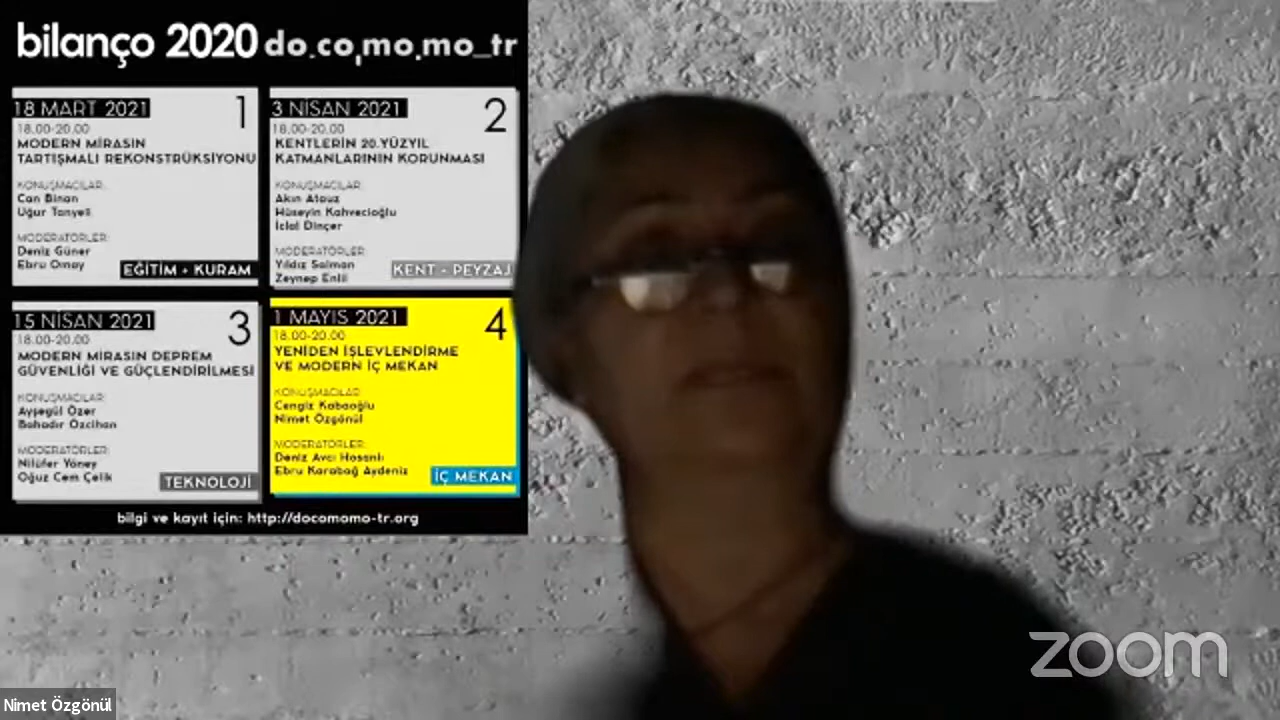 bilanço 2020 do_co_mo_mo_tr
18 MART 2021 1
18.00-20.00
MODERN MİRASIN
TARTIŞMALI REKONSTRÜKSİYONU
KONUŞMACILAR:
Can Binan
Uğur Tanyeli
MODERATÖRLER:
Deniz Güner
Ebru Omay
EĞİTİM + KURAM
3 NİSAN 2021 2
18.00-20.00
KENTLERİN 20.YÜZYIL
KATMANLARININ KORUNMASI
KONUŞMACILAR:
Akın Atauz
Hüseyin Kahvecioğlu
İclal Dinçer
MODERATÖRLER:
Yıldız Salman
Zeynep Enlil
KENT - PEYZAJ
15 NİSAN 2021 3
18.00-20.00
MODERN MİRASIN DEPREM
GÜVENLİĞİ VE GÜÇLENDİRİLMESİ
KONUŞMACILAR:
Ayşegül Özer
Bahadır Özcihan
MODERATÖRLER:
Nilüfer Yöney
Oğuz Cem Çelik
TEKNOLOJİ
1 MAYIS 2021 4
18.00-20.00
YENİDEN İŞLEVLENDİRME
VE MODERN İÇ MEKAN
KONUŞMACILAR:
Cengiz Kabaoğlu
Nimet Özgönül
MODERATÖRLER:
Deniz Avcı Hosanlı
Ebru Karabağ Aydeniz
İÇ MEKAN
bilgi ve kayıt için: http://docomomo-tr.org
zoom
Nimet Özgönül